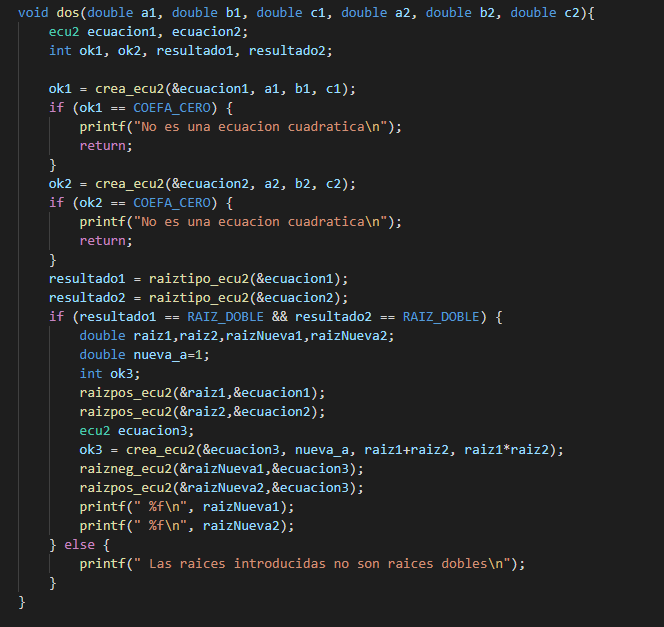 void dos(double a1, double b1, double c1, double a2, double b2, double c2){
    ecu2 ecuacion1, ecuacion2;
    int ok1, ok2, resultado1, resultado2;

    ok1 = crea_ecu2(&ecuacion1, a1, b1, c1);
    if (ok1 == COEFA_CERO) {
        printf("No es una ecuacion cuadratica\n");
        return;
    }
    ok2 = crea_ecu2(&ecuacion2, a2, b2, c2);
    if (ok2 == COEFA_CERO) {
        printf("No es una ecuacion cuadratica\n");
        return;
    }
    resultado1 = raiztipo_ecu2(&ecuacion1);
    resultado2 = raiztipo_ecu2(&ecuacion2);
    if (resultado1 == RAIZ_DOBLE && resultado2 == RAIZ_DOBLE) {
        double raiz1,raiz2,raizNueva1,raizNueva2;
        double nueva_a=1;
        int ok3;
        raizpos_ecu2(&raiz1,&ecuacion1);
        raizpos_ecu2(&raiz2,&ecuacion2);
        ecu2 ecuacion3;
        ok3 = crea_ecu2(&ecuacion3, nueva_a, raiz1+raiz2, raiz1*raiz2);
        raizneg_ecu2(&raizNueva1,&ecuacion3);
        raizpos_ecu2(&raizNueva2,&ecuacion3);
        printf(" %f\n", raizNueva1);
        printf(" %f\n", raizNueva2);
    } else {
        printf(" Las raices introducidas no son raices dobles\n");
    }
}